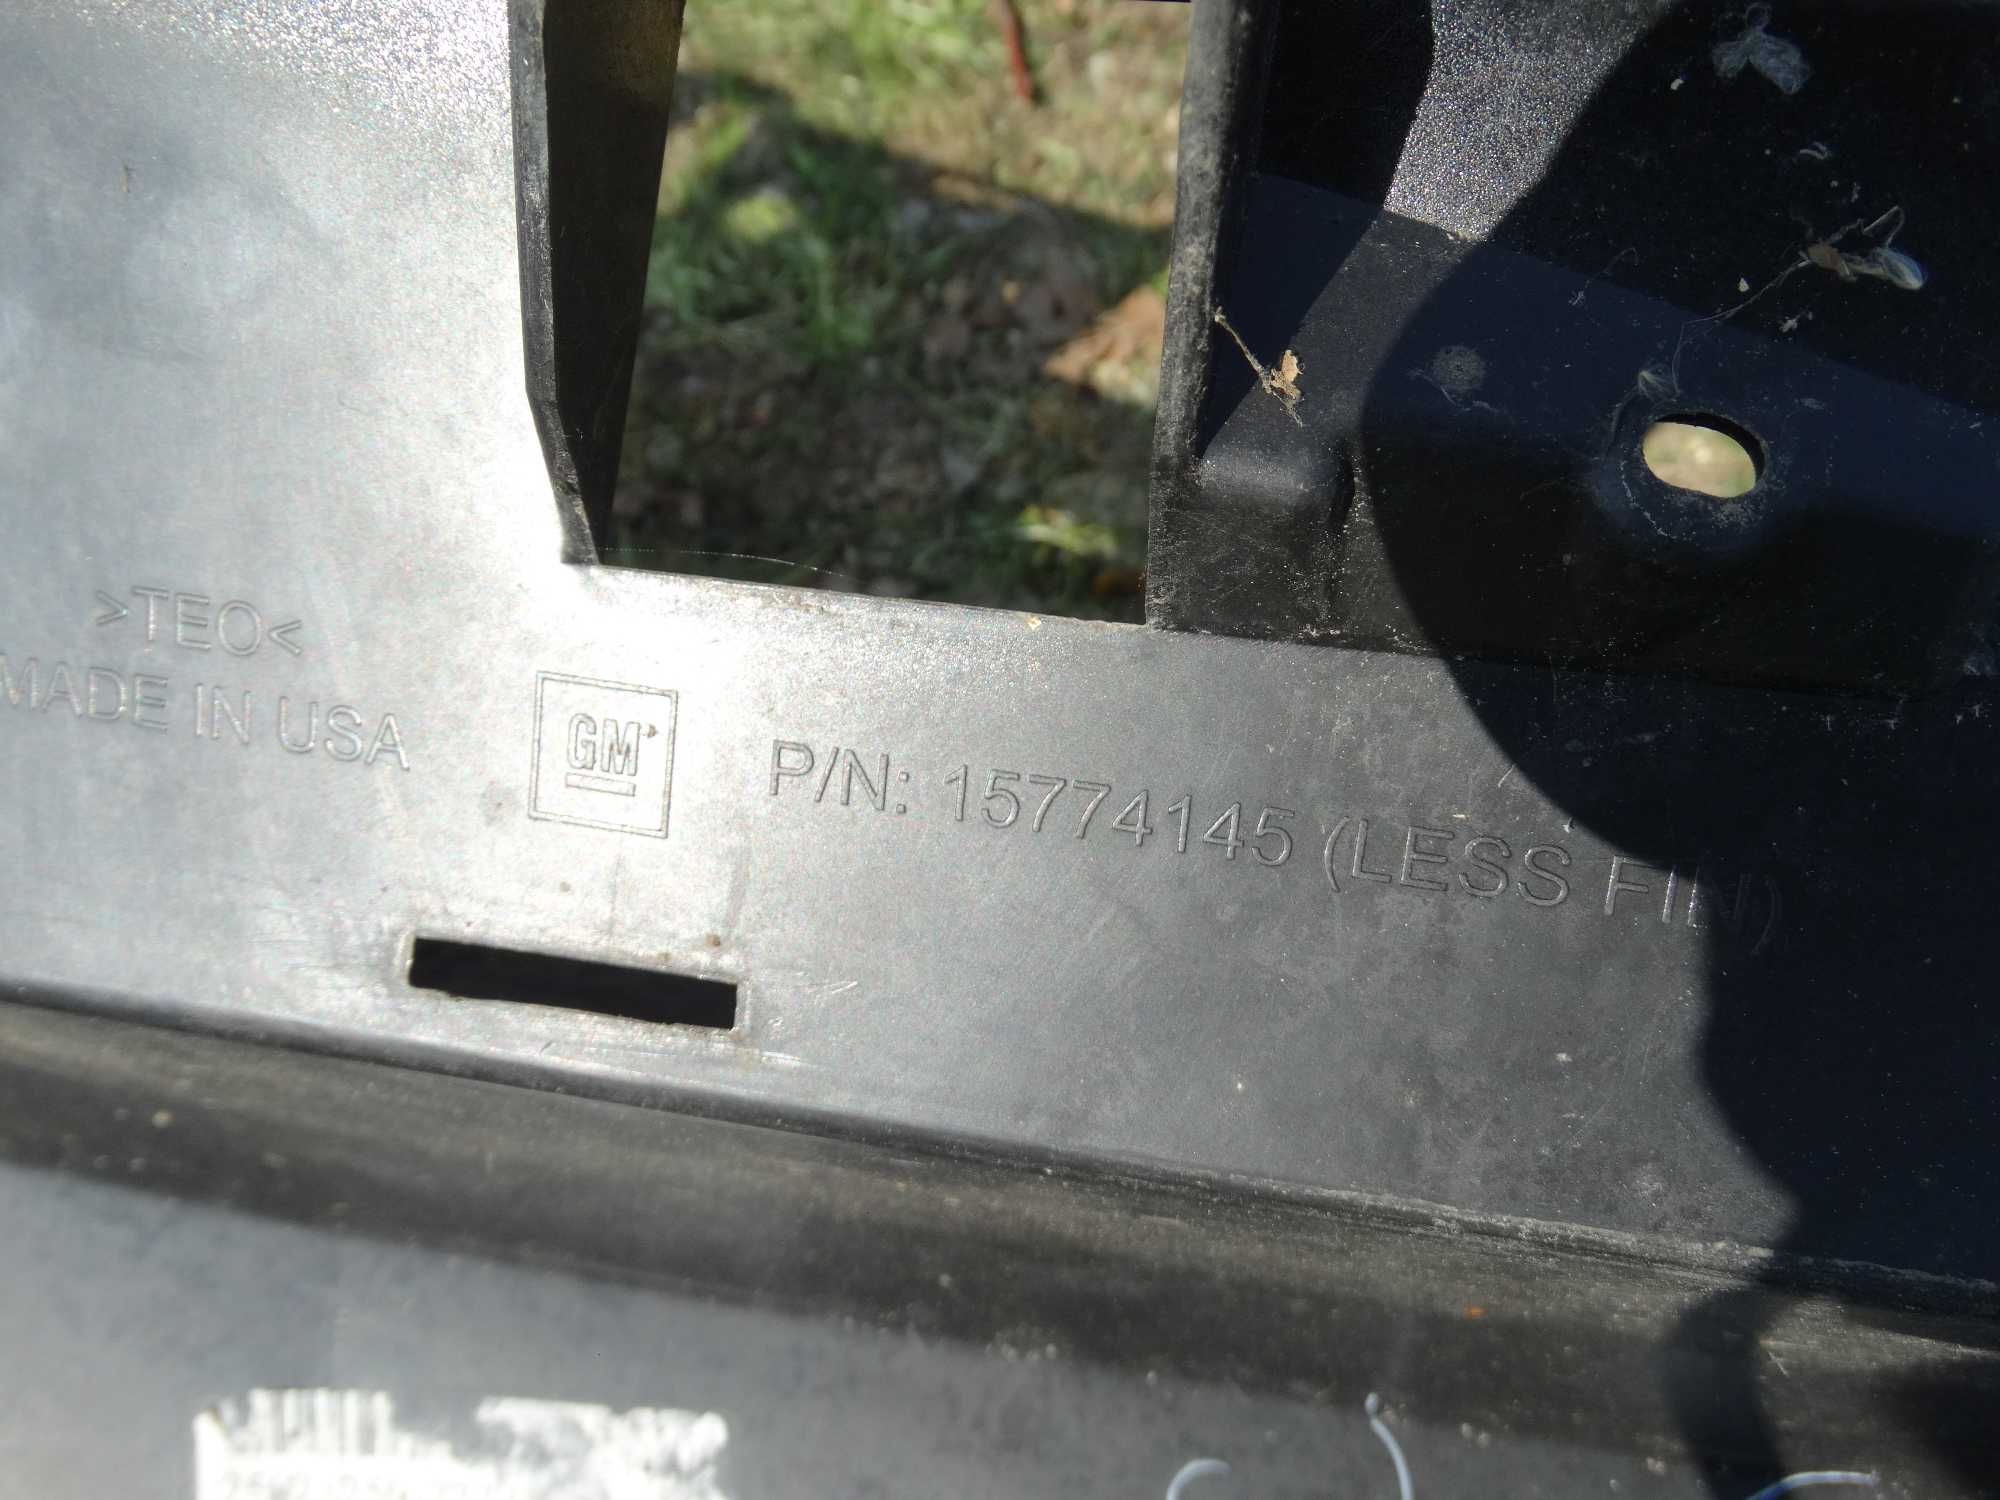 >TEO<
MADE IN USA
GM
P/N: 15774145 (LESS FIN)